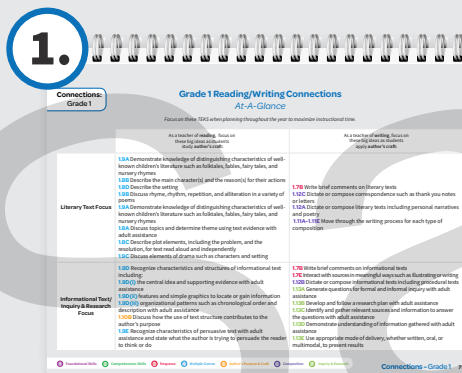 1.
Connections:
Grade 1
Grade 1 Reading/Writing Connections
At-A-Glance
Focus on these TEKS when planning throughout the year to maximize instructional time.
As a teacher of reading, focus on
these big ideas as students
study author's craft.
As a teacher of writing, focus on
these big ideas as students
apply author's craft.
Literary Text Focus
1.9A Demonstrate knowledge of distinguishing characteristics of well-
known children's literature such as folktales, fables, fairy tales, and
nursery rhymes
1.8B Describe the main character(s) and the reason(s) for their actions
1.8D Describe the setting
1.9B Discuss rhyme, rhythm, repetition, and alliteration in a variety of
poems
1.9A Demonstrate knowledge of distinguishing characteristics of well-
known children's literature such as folktales, fables, fairy tales, and
nursery rhymes
1.8A Discuss topics and determine theme using text evidence with
adult assistance
1.8C Describe plot elements, including the problem, and the
resolution, for text read aloud and independently
1.9C Discuss elements of drama such as characters and setting
1.7B Write brief comments on literary texts
1.12C Dictate or compose correspondence such as thank you notes
or letters
1.12A Dictate or compose literary texts including personal narratives
and poetry
1.11A-1.11E Move through the writing process for each type of
composition
Informational Text/
Inquiry & Research
Focus
1.9D Recognize characteristics and structures of informational text
including:
1.9D(i) the central idea and supporting evidence with adult
assistance
1.9D(ii) features and simple graphics to locate or gain information
1.9D(iii) organizational patterns such as chronological order and
description with adult assistance
1.10B Discuss how the use of text structure contributes to the
author's purpose
1.9E Recognize characteristics of persuasive text with adult
assistance and state what the author is trying to persuade the reader
to think or do
1.7B Write brief comments on informational texts
1.7E Interact with sources in meaningful ways such as illustrating or writing
1.12B Dictate or compose informational texts including procedural texts
1.13A Generate questions for formal and informal inquiry with adult
assistance
1.13B Develop and follow a research plan with adult assistance
1.13C Identify and gather relevant sources and information to answer
the questions with adult assistance
1.13D Demonstrate understanding of information gathered with adult
assistance
1.13E Use appropriate mode of delivery, whether written, oral, or
multimodal, to present results
Foundational Skills
Comprehension Skills
Response
Multiple Genres
Author's Purpose & Craft
Composition
Inquiry & Research
Connections – Grade 1 7